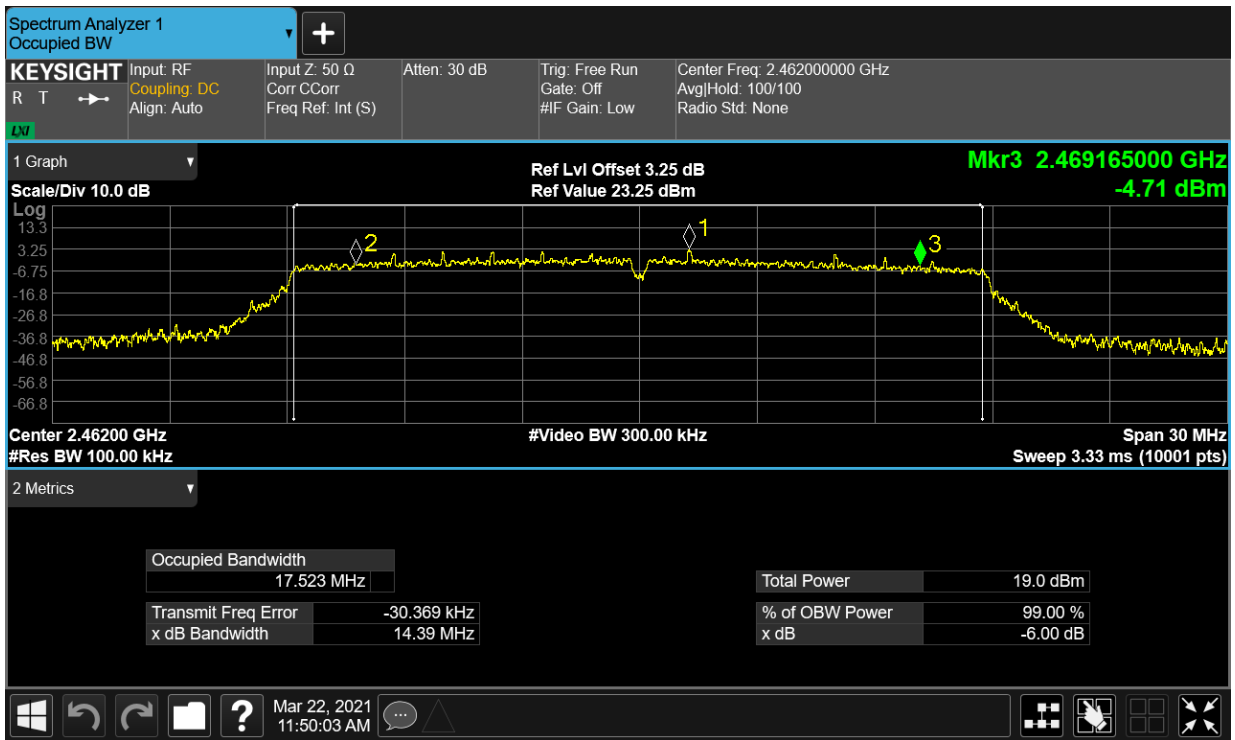 Spectrum Analyzer 1
Occupied BW
KEYSIGHT
R T
LXI
Input: RF
Coupling: DC
Align: Auto
Input Z: 50 Ω
Corr CCorr
Freq Ref: Int (S)
Atten: 30 dB
Trig: Free Run
Gate: Off
#IF Gain: Low
Center Freq: 2.462000000 GHz
Avg|Hold: 100/100
Radio Std: None
1 Graph
Scale/Div 10.0 dB
Ref Lvl Offset 3.25 dB
Ref Value 23.25 dBm
Mkr3 2.469165000 GHz
-4.71 dBm
Log
13.3
3.25
-6.75
-16.8
-26.8
-36.8
-46.8
-56.8
-66.8
2
1
3
Center 2.46200 GHz
#Res BW 100.00 kHz
#Video BW 300.00 kHz
Span 30 MHz
Sweep 3.33 ms (10001 pts)
2 Metrics
Occupied Bandwidth
17.523 MHz
Transmit Freq Error -30.369 kHz
x dB Bandwidth 14.39 MHz
Total Power 19.0 dBm
% of OBW Power 99.00 %
x dB -6.00 dB
?
Mar 22, 2021
11:50:03 AM